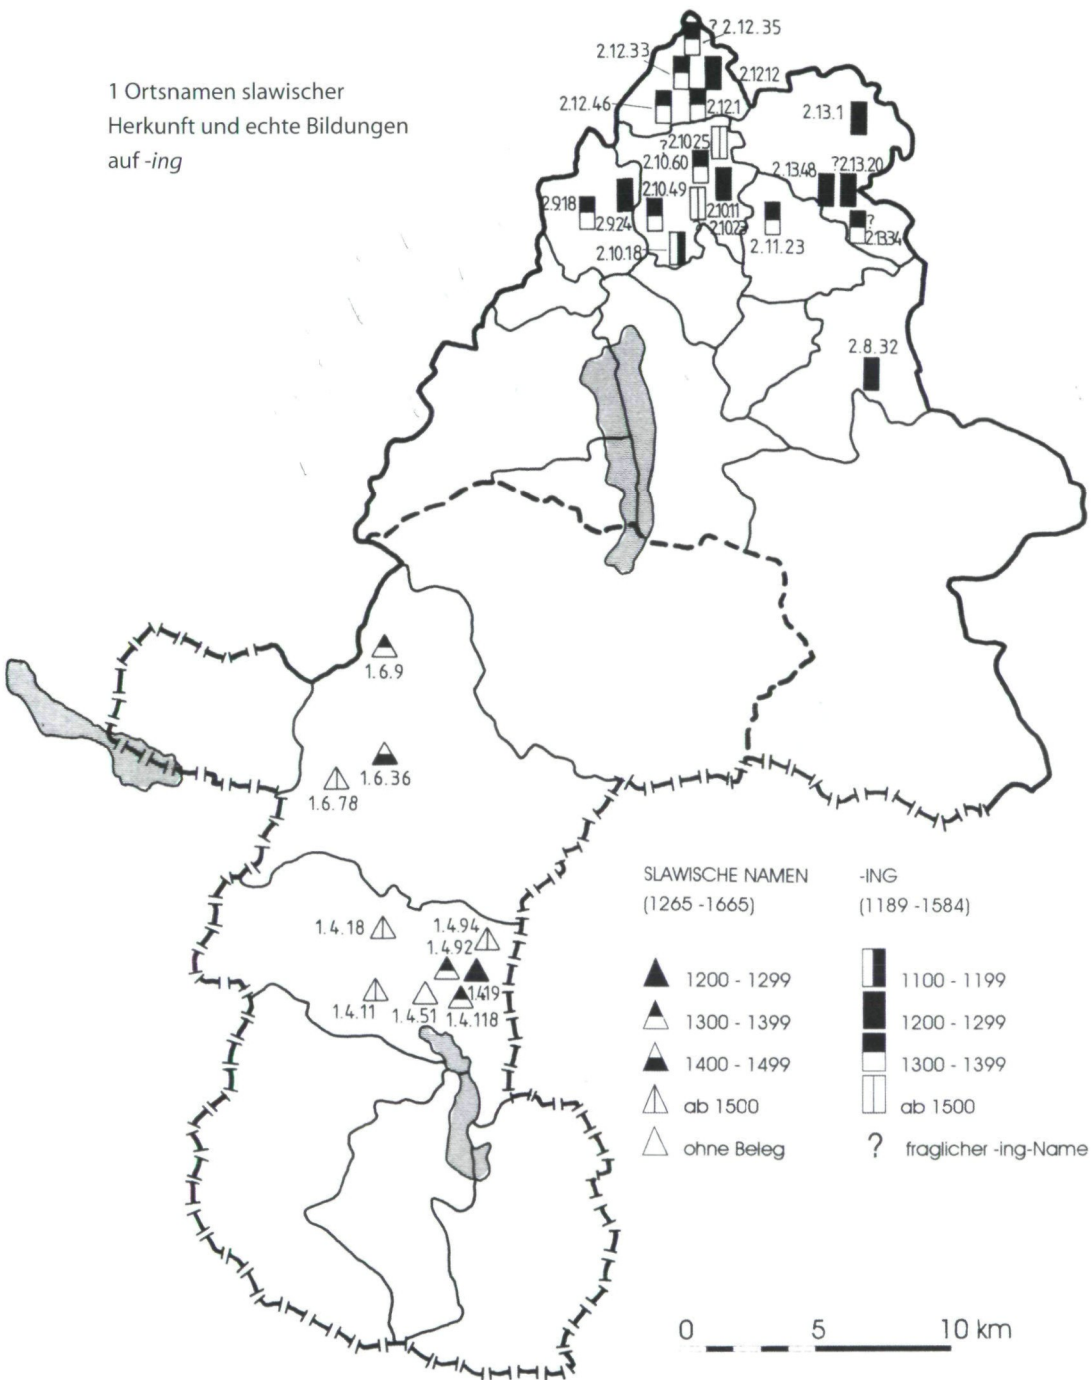 1 Ortsnamen slawischer
Herkunft und echte Bildungen
auf -ing
? 2.12.35
2.12.33
2.12.12
2.12.46
2.12.1
2.13.1
2.10.25
?
2.10.60
2.13.48
?2.13.20
2.10.49
2.9.18
2.9.24
2.10.11
2.10.23
2.10.18
2.11.23
?
2.13.34
2.8.32
1.6.9
1.6.36
1.6.78
1.4.18
1.4.94
1.4.92
1.4.19
1.4.11
1.4.51
1.4.118
SLAWISCHE NAMEN
(1265 -1665)
1200 - 1299
1300 - 1399
1400 - 1499
ab 1500
ohne Beleg
-ING
(1189 -1584)
1100 - 1199
1200 - 1299
1300 - 1399
ab 1500
? fraglicher -ing-Name
0 5 10 km